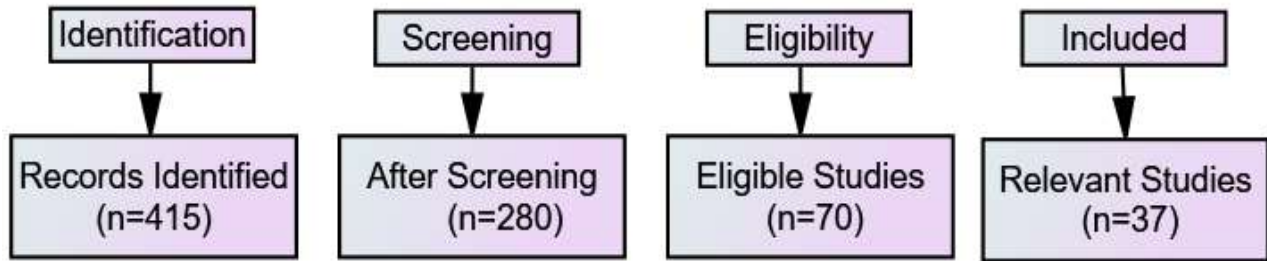 Identification
Screening
Eligibility
Included
Records Identified
(n=415)
After Screening
(n=280)
Eligible Studies
(n=70)
Relevant Studies
(n=37)